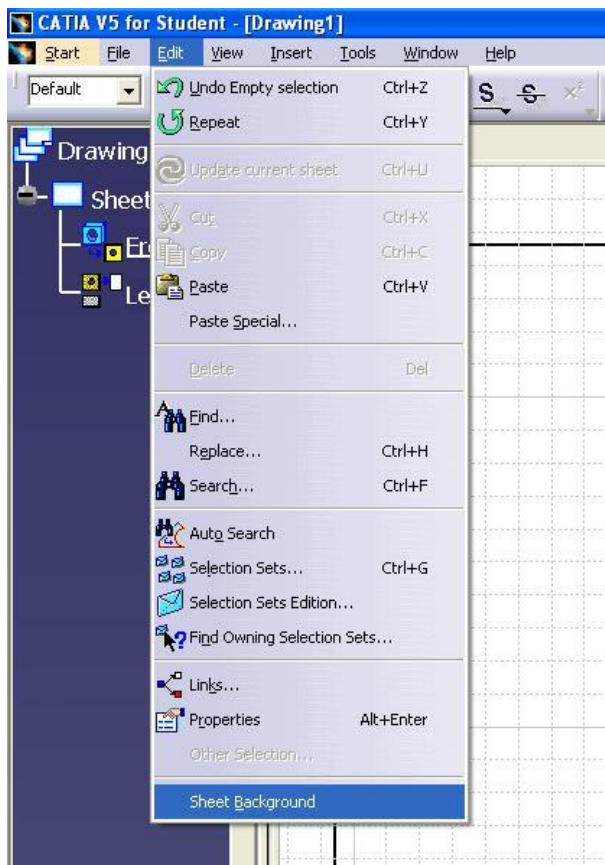 CATIA V5 for Student - [Drawing1]
Start File Edit View Insert Tools Window Help
Default
S S x²
Undo Empty selection Ctrl+Z
Repeat Ctrl+Y
Drawing
Update current sheet Ctrl+U
Sheet
Cut Ctrl+X
Copy Ctrl+C
Paste Ctrl+V
Le
Paste Special...
Delete Del
Find...
Replace... Ctrl+H
Search... Ctrl+F
Auto Search
Selection Sets... Ctrl+G
Selection Sets Edition...
Find Owning Selection Sets...
Links...
Properties Alt+Enter
Other Selection...
Sheet Background